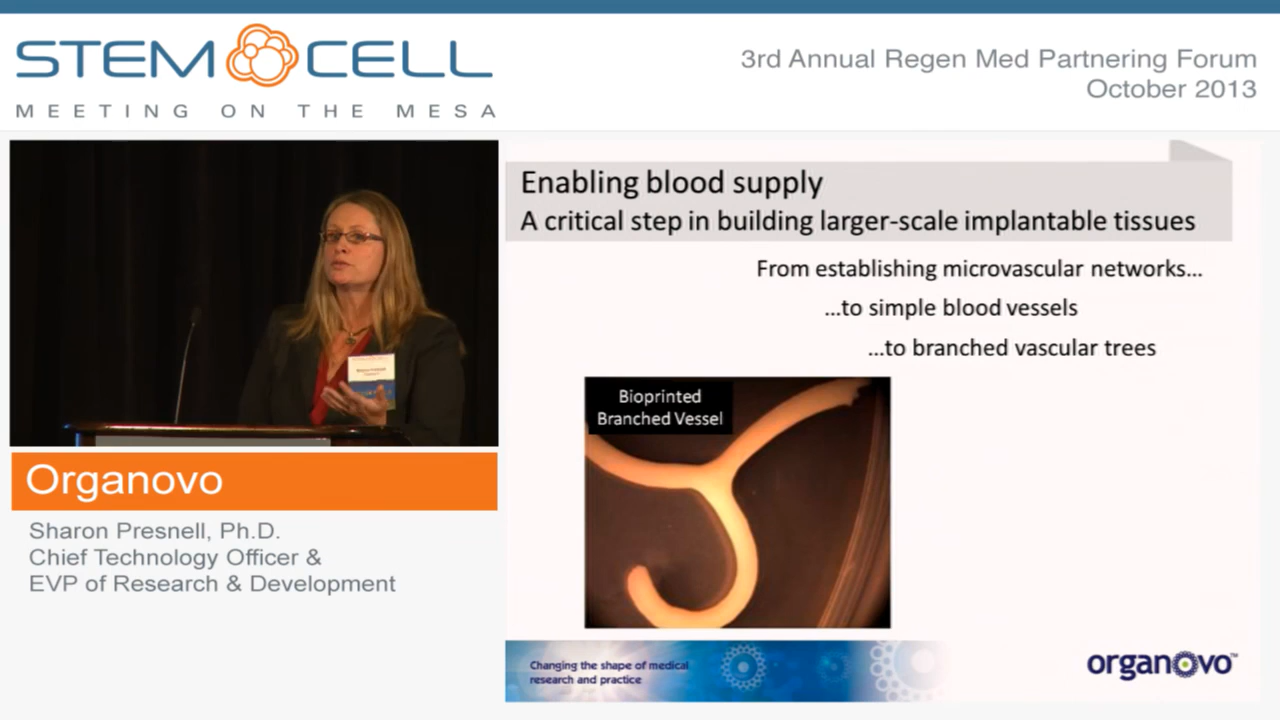 STEM CELL
MEETING ON THE MESA
3rd Annual Regen Med Partnering Forum
October 2013
Enabling blood supply
A critical step in building larger-scale implantable tissues
From establishing microvascular networks...
...to simple blood vessels
...to branched vascular trees
Bioprinted
Branched Vessel
Organovo
Sharon Presnell, Ph.D.
Chief Technology Officer &
EVP of Research & Development
Changing the shape of medical
research and practice
organovo™